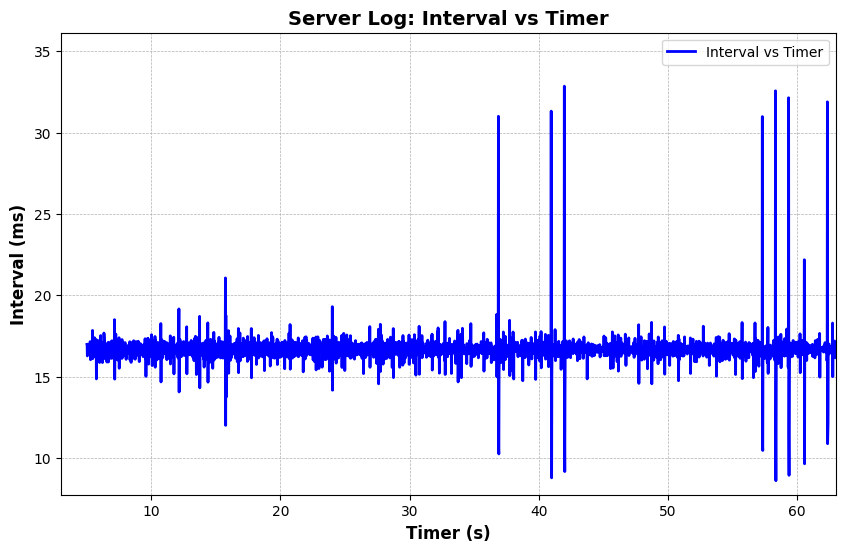 Server Log: Interval vs Timer
Interval vs Timer
35
30
25
20
15
10
Interval (ms)
10 20 30 40 50 60
Timer (s)